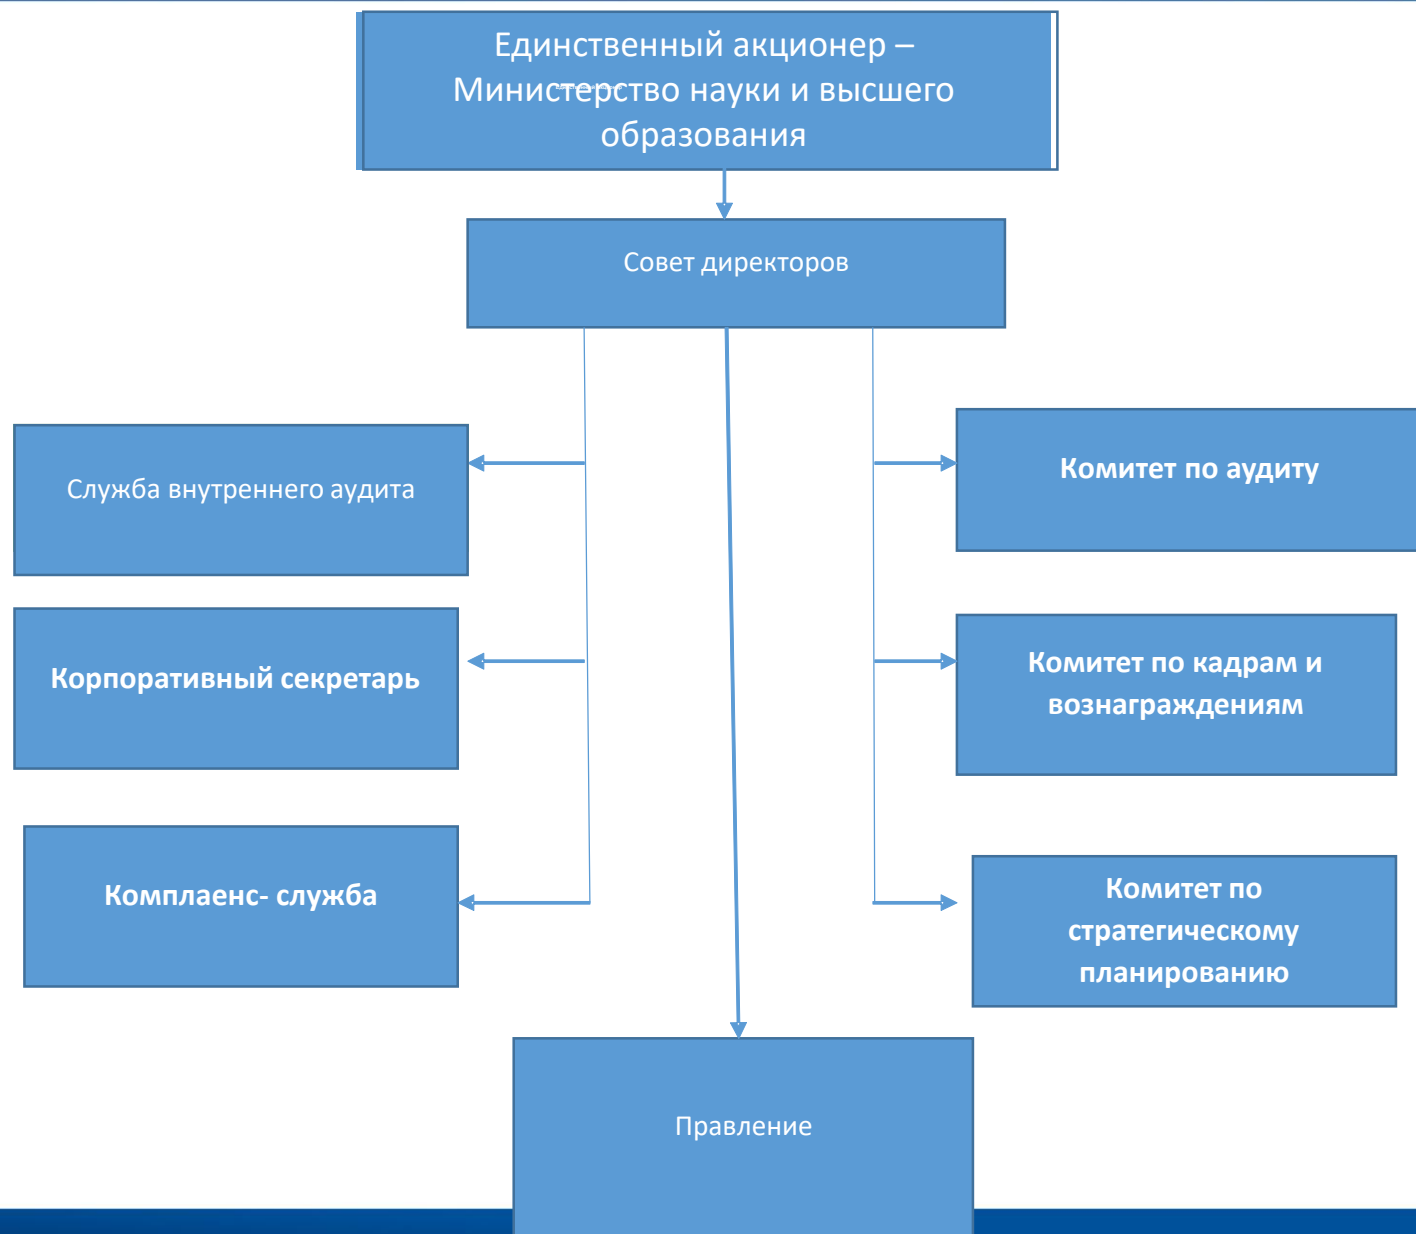 Единственный акционер –
Министерство науки и высшего
образования
Совет директоров
Служба внутреннего аудита
Комитет по аудиту
Корпоративный секретарь
Комитет по кадрам и
вознаграждениям
Комплаенс- служба
Комитет по
стратегическому
планированию
Правление